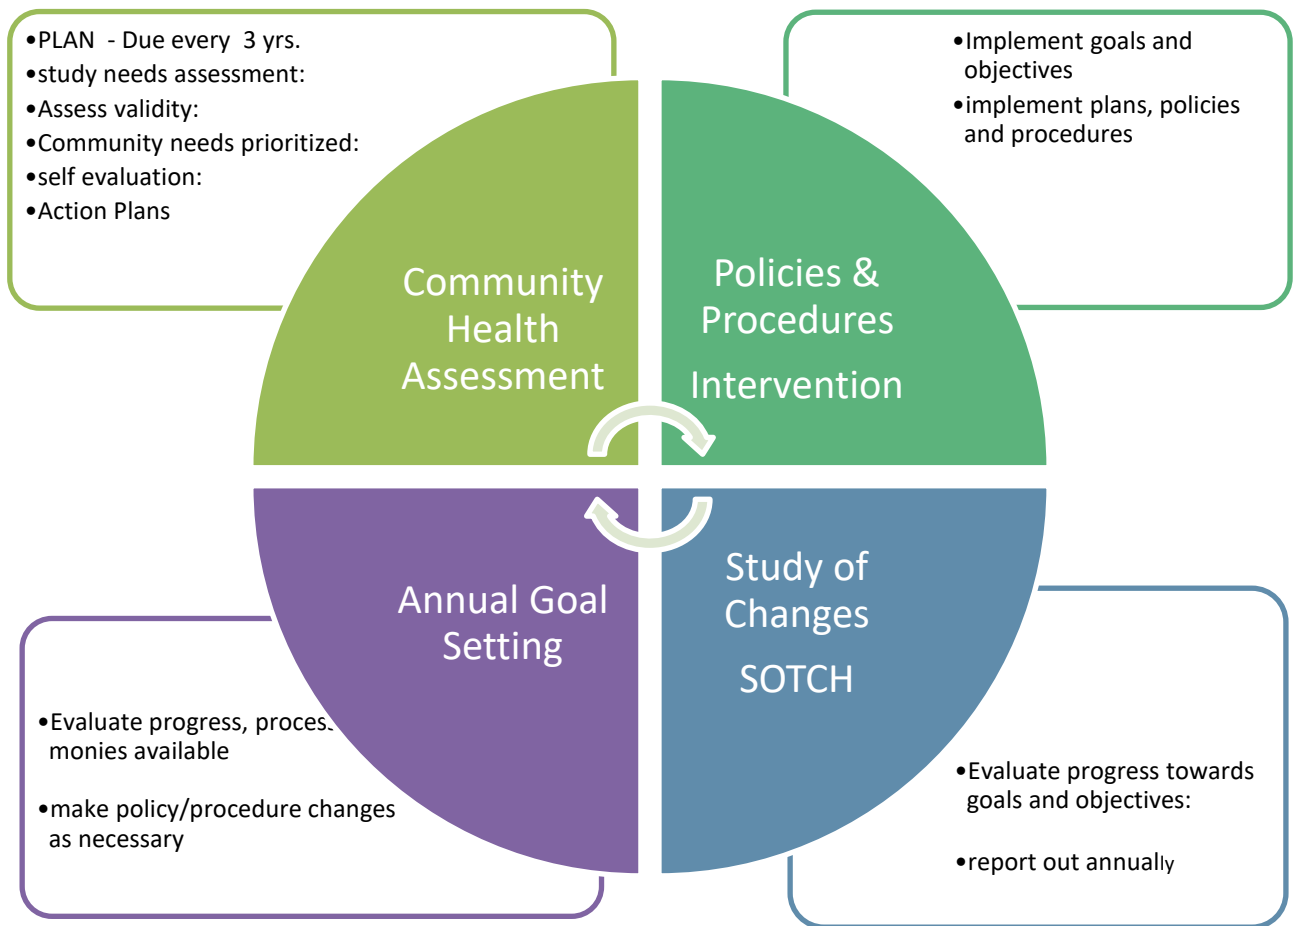 •PLAN - Due every 3 yrs.
•study needs assessment:
•Assess validity:
•Community needs prioritized:
•self evaluation:
•Action Plans
•Implement goals and
objectives
•implement plans, policies
and procedures
Community
Health
Assessment
Policies &
Procedures
Intervention
Annual Goal
Setting
Study of
Changes
SOTCH
•Evaluate progress,
monies available
•make policy/procedure changes
as necessary
•Evaluate progress towards
goals and objectives:
•report out annually